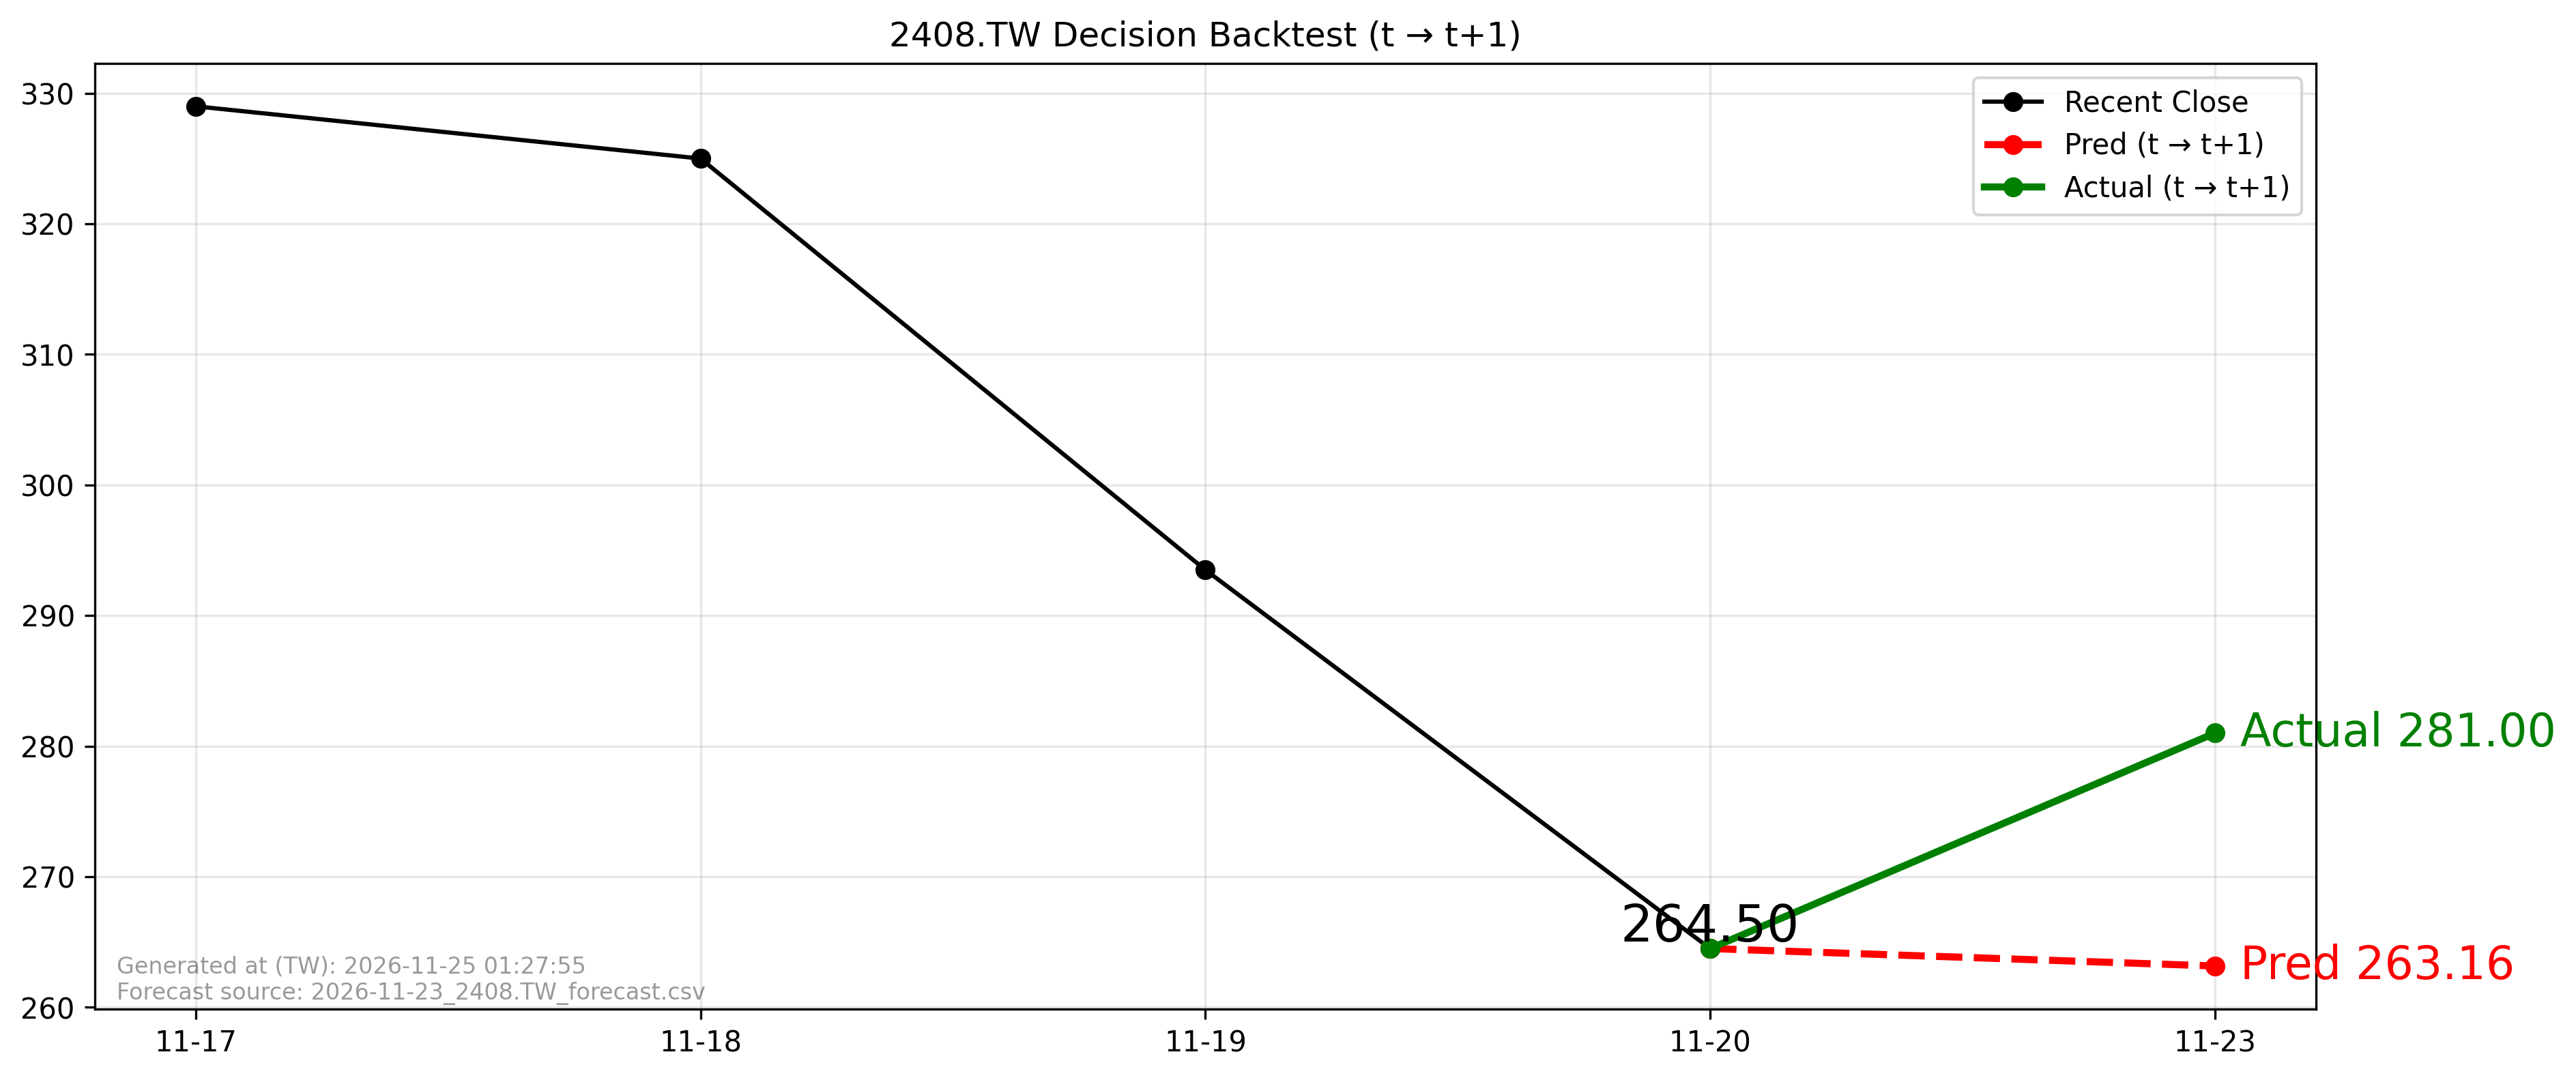 2408.TW Decision Backtest (t → t+1)
330
320
310
300
290
280
270
260
Recent Close
Pred (t → t+1)
Actual (t → t+1)
264.50
Actual 281.00
Pred 263.16
Generated at (TW): 2026-11-25 01:27:55
Forecast source: 2026-11-23_2408.TW_forecast.csv
11-17
11-18
11-19
11-20
11-23